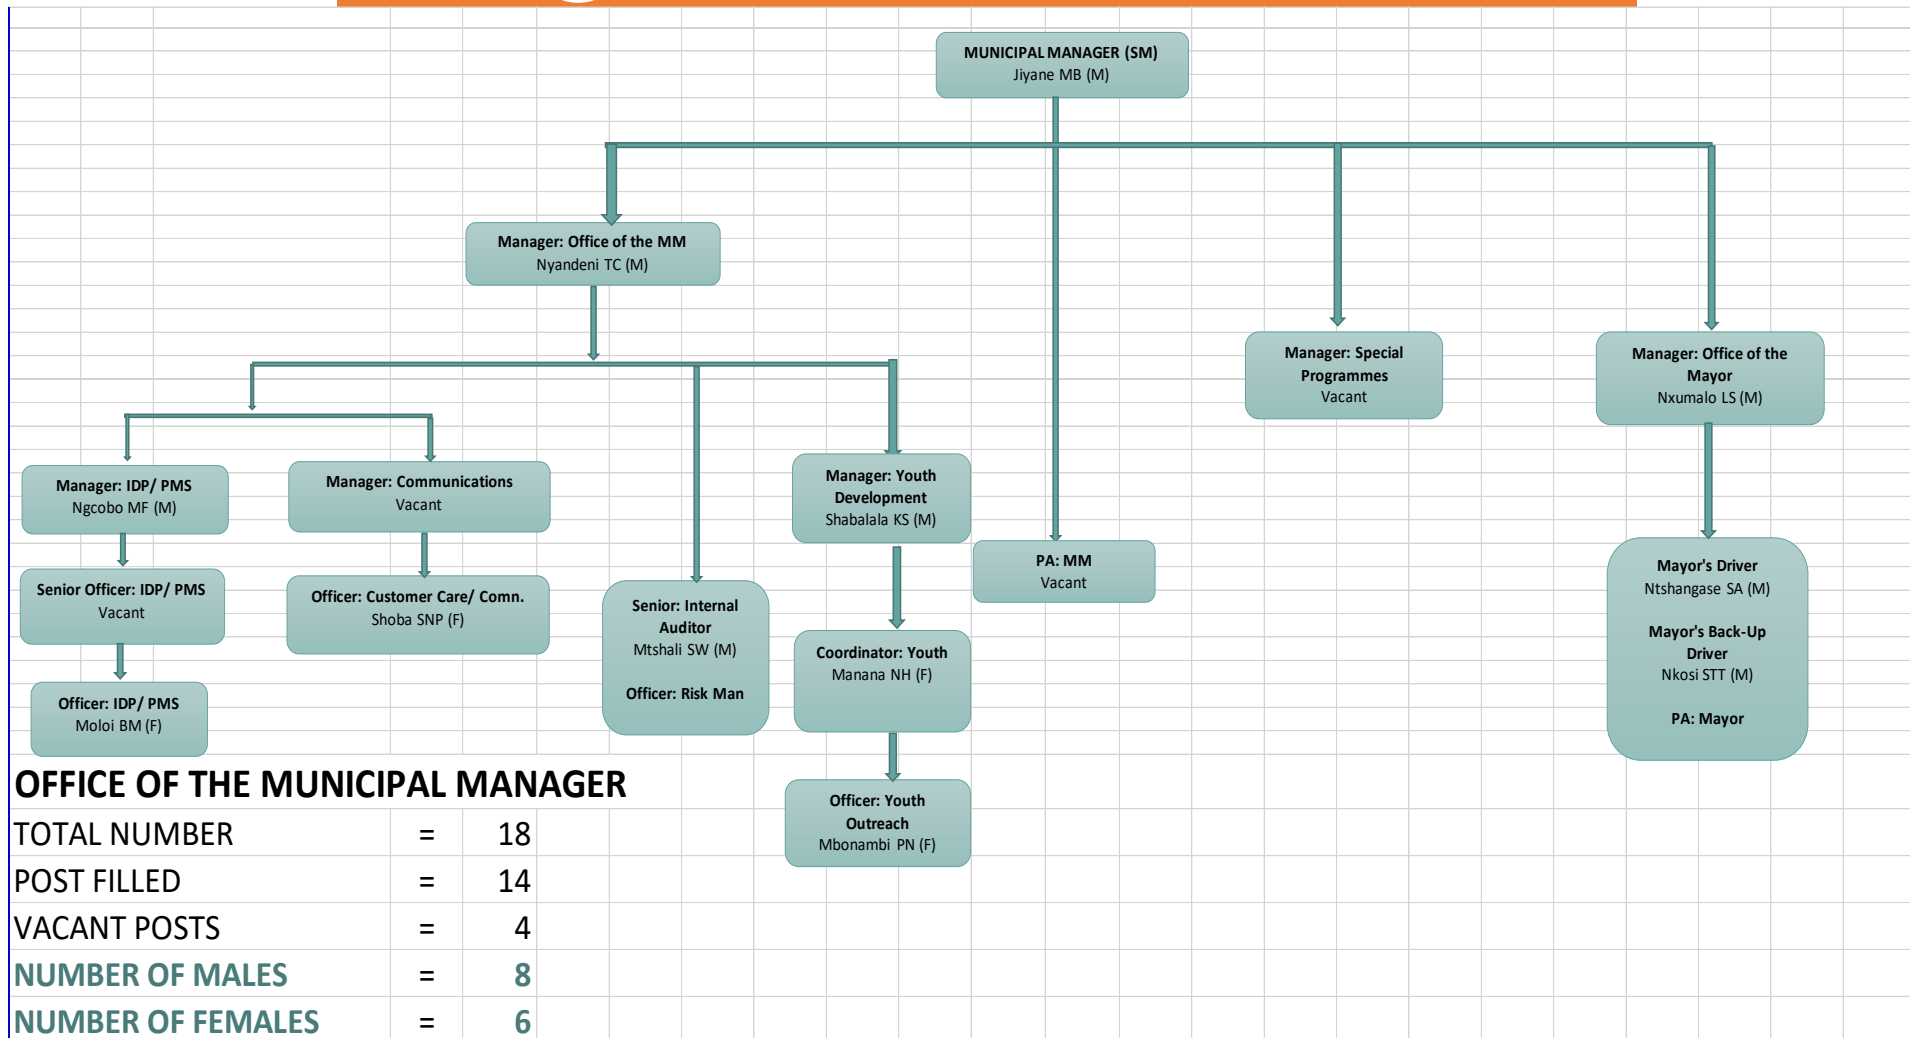 MUNICIPAL MANAGER (SM)
Jiyane MB (M)
Manager: Office of the MM
Nyandeni TC (M)
Manager: Special
Programmes
Vacant
Manager: Office of the
Mayor
Nxumalo LS (M)
Manager: IDP/ PMS
Ngcobo MF (M)
Manager: Communications
Vacant
Manager: Youth
Development
Shabalala KS (M)
PA: MM
Vacant
Senior Officer: IDP/ PMS
Vacant
Officer: Customer Care/ Comn.
Shoba SNP (F)
Senior: Internal
Auditor
Mtshali SW (M)
Officer: Risk Man
Coordinator: Youth
Manana NH (F)
Mayor's Driver
Ntshangase SA (M)
Mayor's Back-Up
Driver
Nkosi STT (M)
PA: Mayor
Officer: IDP/ PMS
Moloi BM (F)
Officer: Youth
Outreach
Mbonambi PN (F)
OFFICE OF THE MUNICIPAL MANAGER
TOTAL NUMBER = 18
POST FILLED = 14
VACANT POSTS = 4
NUMBER OF MALES = 8
NUMBER OF FEMALES = 6